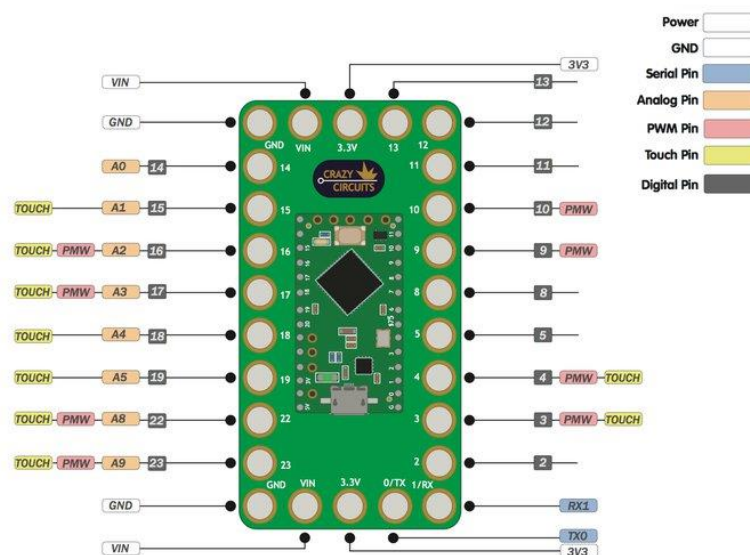 Power
GND
Serial Pin
Analog Pin
PWM Pin
Touch Pin
Digital Pin
3V3
VIN
13
GND
12
GND VIN 3.3V 13 12
A0 14
14
11
11
CRAZY
CIRCUITS
TOUCH A1 15
15
10
10 PMW
TOUCH PMW A2 16
16
9
9 PMW
TOUCH PMW A3 17
17
8
8
TOUCH A4 18
18
5
5
TOUCH A5 19
19
4
4 PMW TOUCH
TOUCH PMW A8 22
22
3
3 PMW TOUCH
TOUCH PMW A9 23
23
2
2
GND VIN 3.3V 0/TX 1/RX
GND
RX1
TX0
VIN
3V3